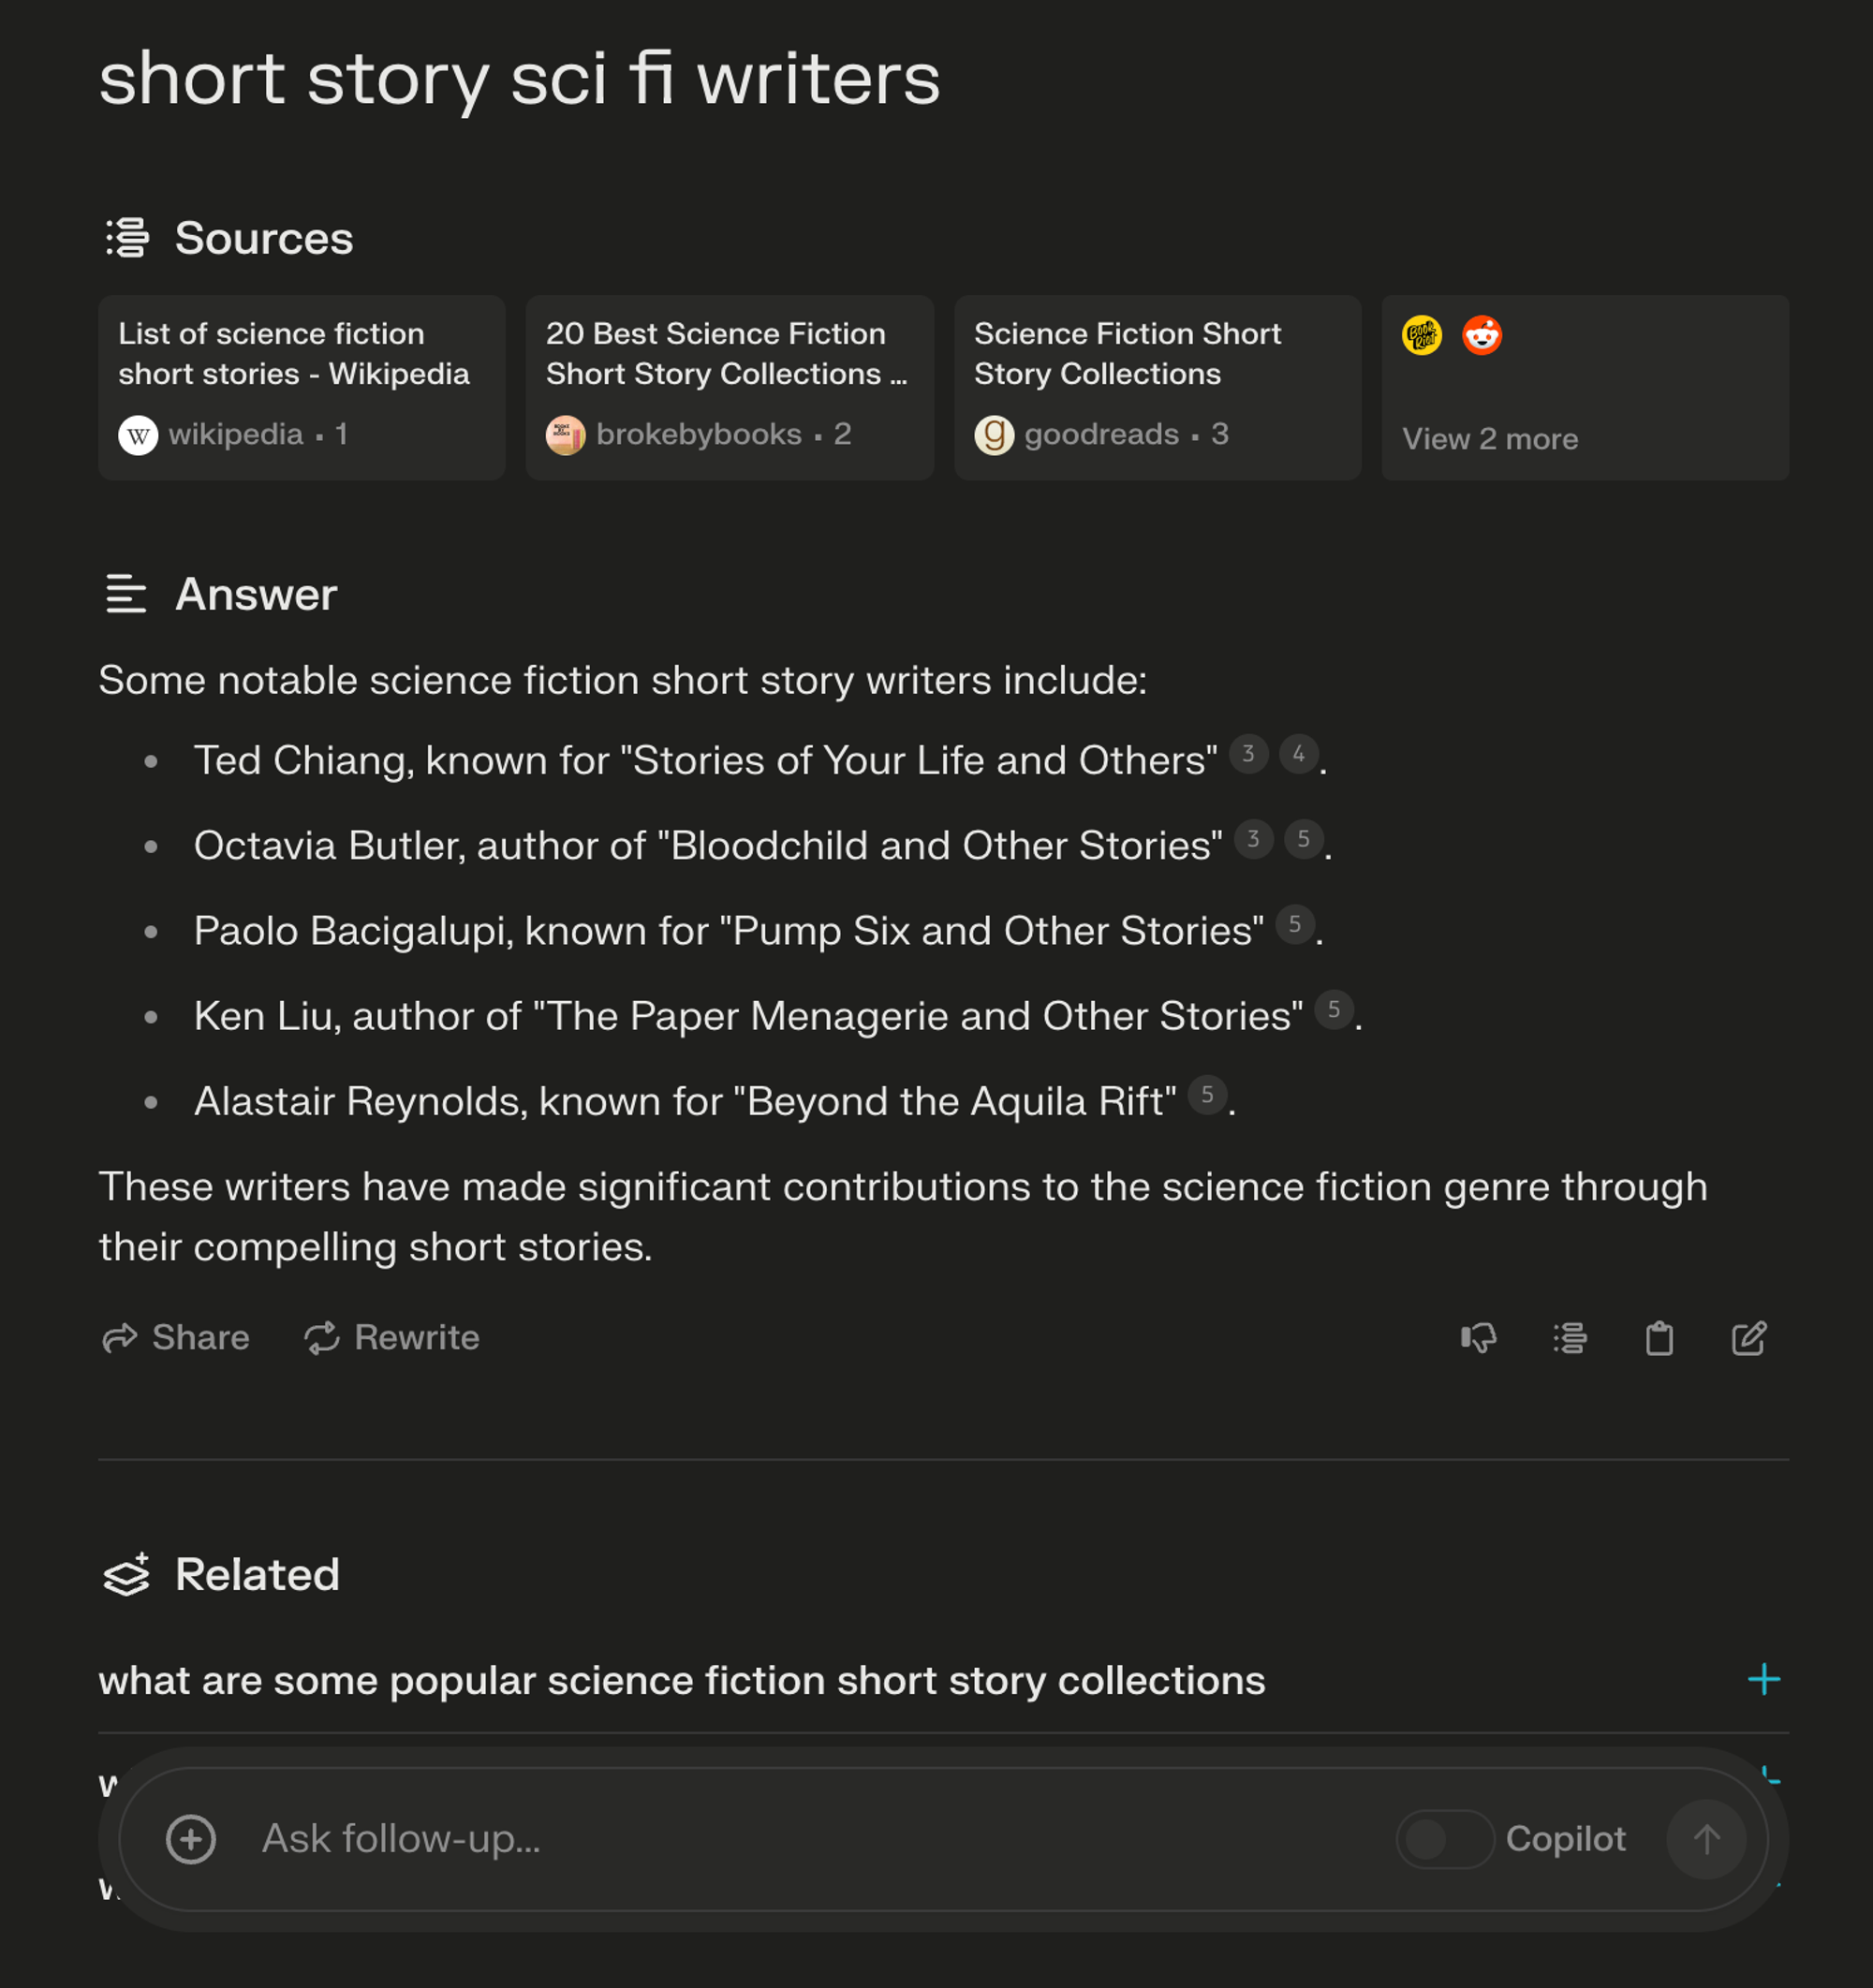 short story sci fi writers
Sources
List of science fiction
short stories - Wikipedia
W wikipedia · 1
20 Best Science Fiction
Short Story Collections ...
brokebybooks · 2
Science Fiction Short
Story Collections
g goodreads · 3
Book Riot
View 2 more
Answer
Some notable science fiction short story writers include:
• Ted Chiang, known for "Stories of Your Life and Others" 3 4.
• Octavia Butler, author of "Bloodchild and Other Stories" 3 5.
• Paolo Bacigalupi, known for "Pump Six and Other Stories" 5.
• Ken Liu, author of "The Paper Menagerie and Other Stories" 5.
• Alastair Reynolds, known for "Beyond the Aquila Rift" 5.
These writers have made significant contributions to the science fiction genre through
their compelling short stories.
Share Rewrite
Related
what are some popular science fiction short story collections
Ask follow-up... Copilot